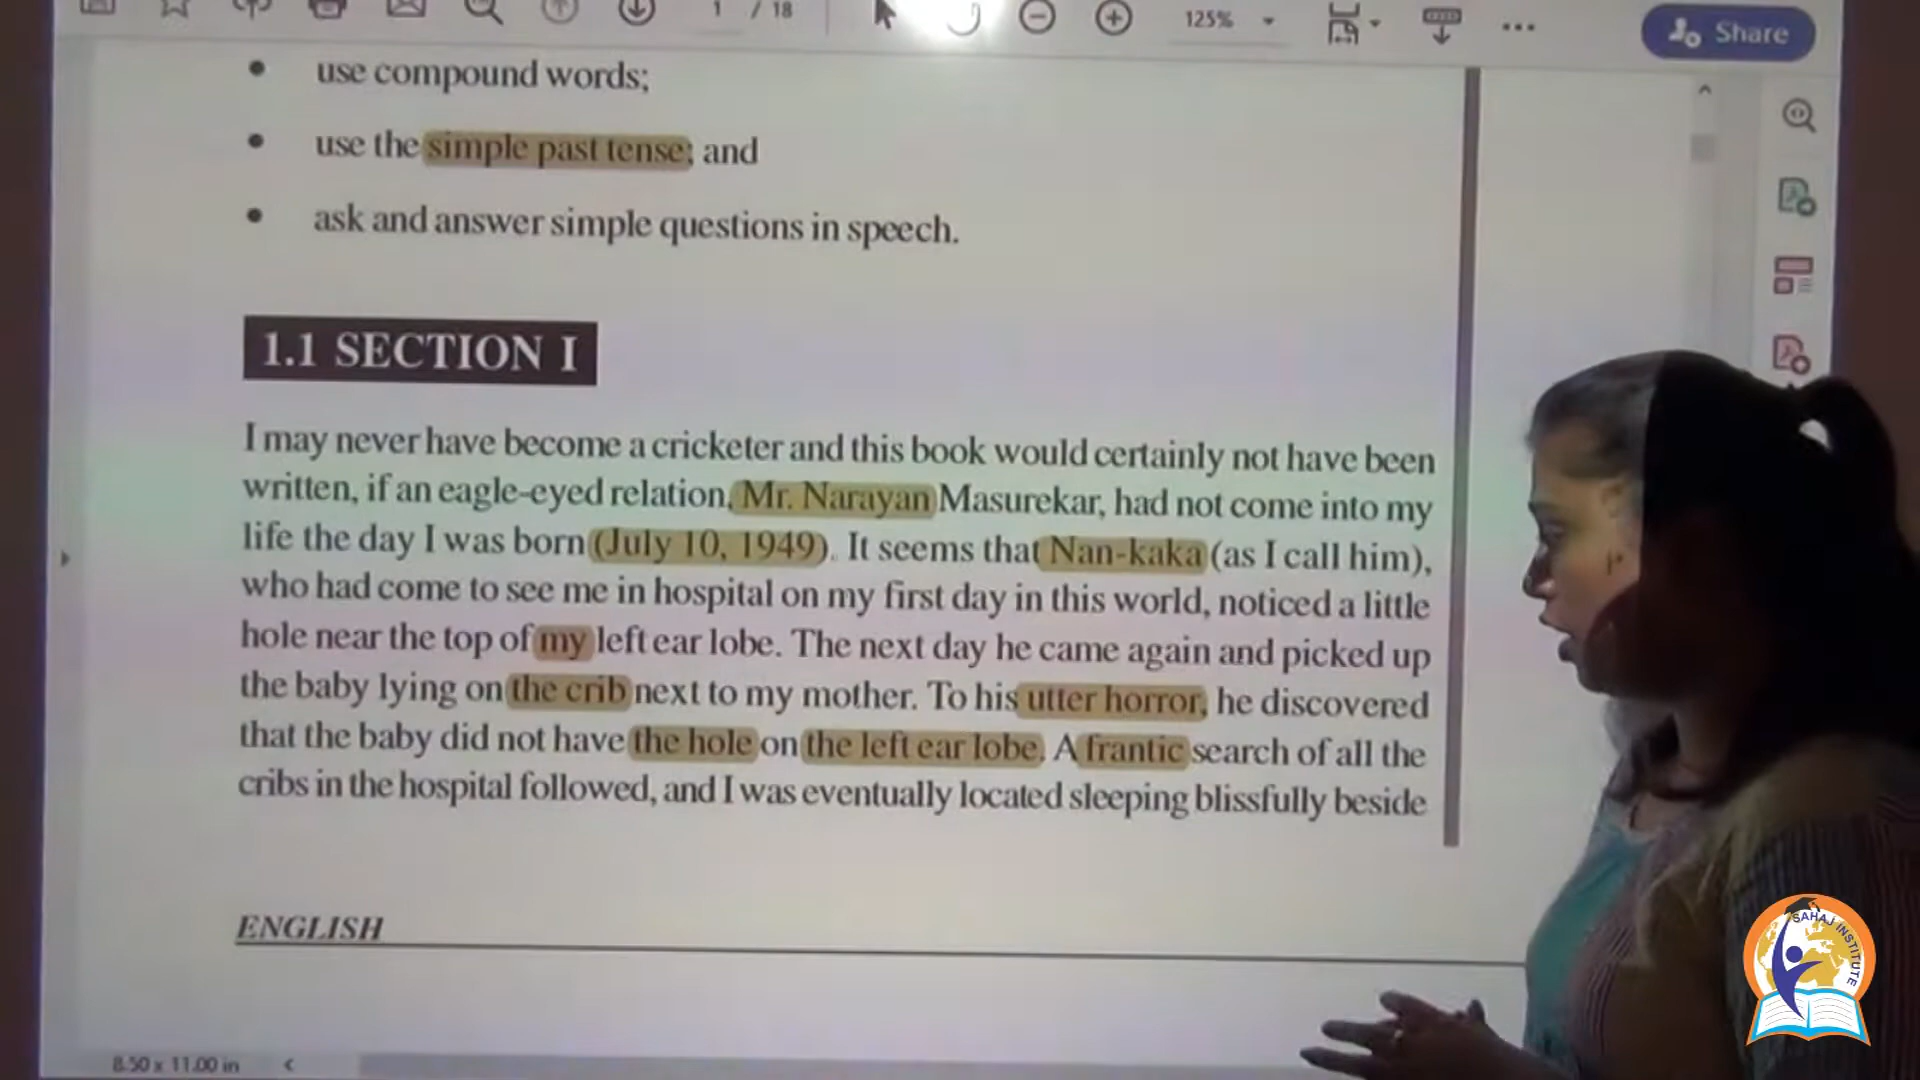 1 / 18
125%
Share
• use compound words;
• use the simple past tense; and
• ask and answer simple questions in speech.
1.1 SECTION I
I may never have become a cricketer and this book would certainly not have been
written, if an eagle-eyed relation, Mr. Narayan Masurekar, had not come into my
life the day I was born (July 10, 1949). It seems that Nan-kaka (as I call him),
who had come to see me in hospital on my first day in this world, noticed a little
hole near the top of my left ear lobe. The next day he came again and picked up
the baby lying on the crib next to my mother. To his utter horror, he discovered
that the baby did not have the hole on the left ear lobe. A frantic search of all the
cribs in the hospital followed, and I was eventually located sleeping blissfully beside
ENGLISH
8.50 x 11.00 in
SAHAJ INSTITUTE